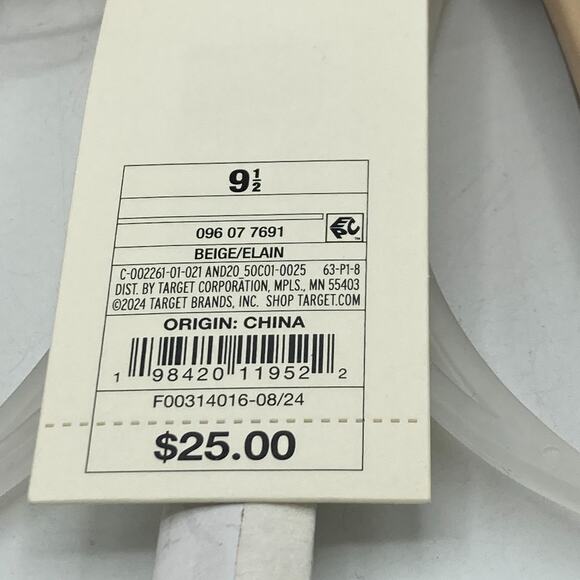 9 1/2
096 07 7691
BEIGE/ELAIN
C-002261-01-021 AND20_50C01-0025 63-P1-8
DIST. BY TARGET CORPORATION, MPLS., MN 55403
©2024 TARGET BRANDS, INC. SHOP TARGET.COM
ORIGIN: CHINA
1 98420 11952 2
F00314016-08/24
$25.00